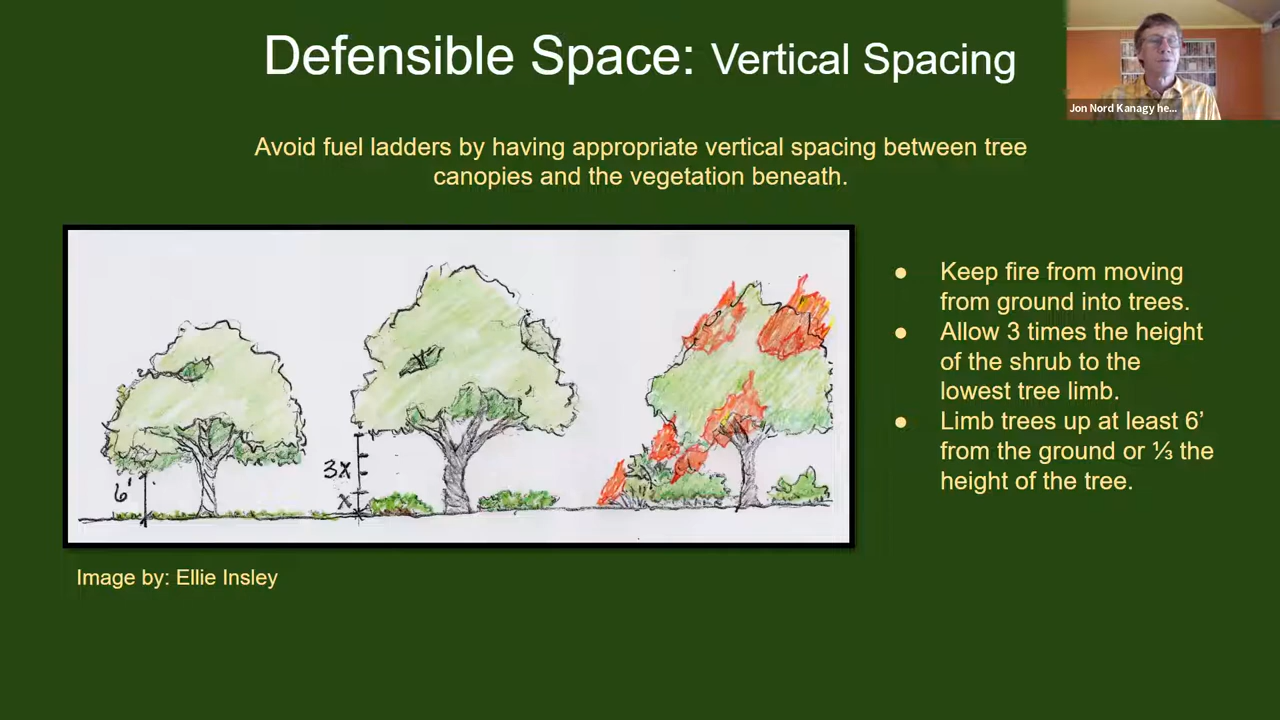 Defensible Space: Vertical Spacing
Jon Nord Kanagy he...
Avoid fuel ladders by having appropriate vertical spacing between tree
canopies and the vegetation beneath.
● Keep fire from moving
from ground into trees.
● Allow 3 times the height
of the shrub to the
lowest tree limb.
● Limb trees up at least 6’
from the ground or ⅓ the
height of the tree.
6'
3x
x
Image by: Ellie Insley